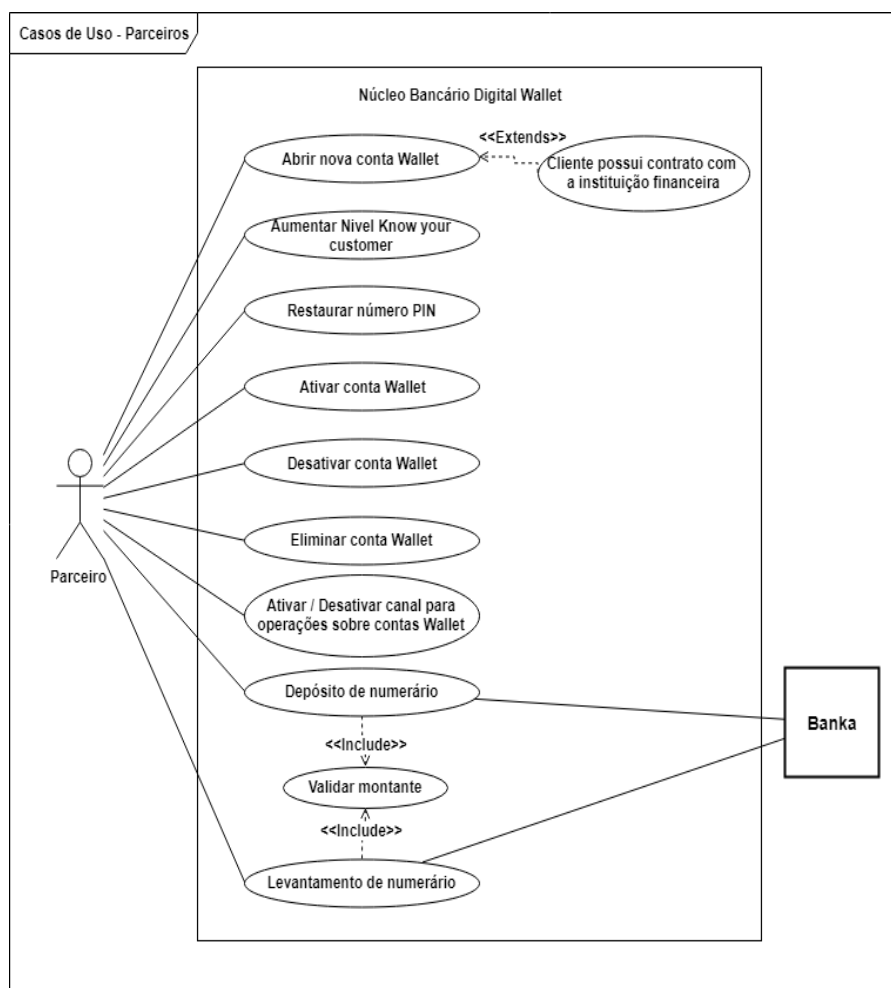 Casos de Uso - Parceiros
Núcleo Bancário Digital Wallet
<<Extends>>
Abrir nova conta Wallet
Cliente possui contrato com
a instituição financeira
Aumentar Nivel Know your
customer
Restaurar número PIN
Ativar conta Wallet
Desativar conta Wallet
Eliminar conta Wallet
Parceiro
Ativar / Desativar canal para
operações sobre contas Wallet
Depósito de numerário
Banka
<<Include>>
Validar montante
<<Include>>
Levantamento de numerário